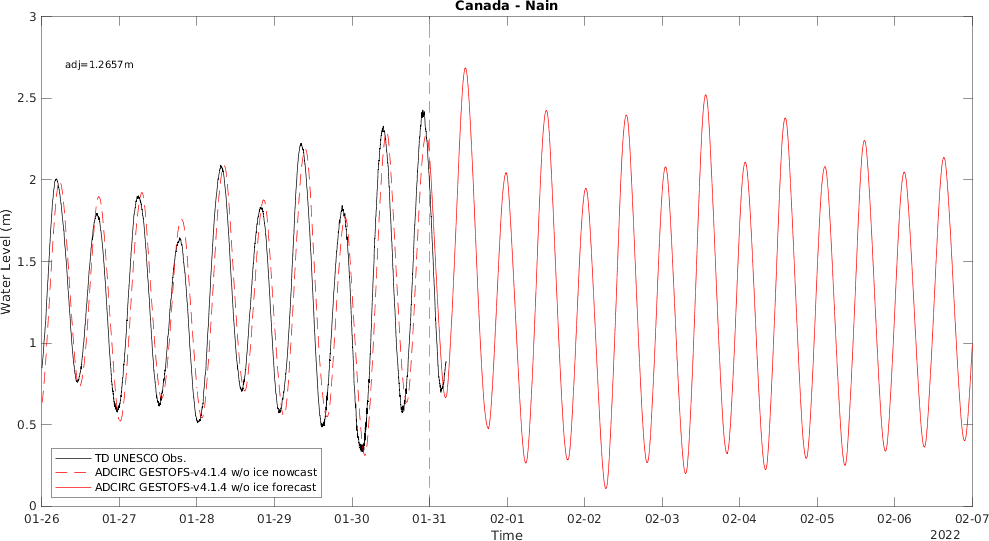 Canada - Nain
3
adj=1.2657m
2.5
2
1.5
1
0.5
0
Water Level (m)
TD UNESCO Obs.
ADCIRC GESTOFS-v4.1.4 w/o ice nowcast
ADCIRC GESTOFS-v4.1.4 w/o ice forecast
01-26 01-27 01-28 01-29 01-30 01-31 02-01 02-02 02-03 02-04 02-05 02-06 02-07
Time
2022